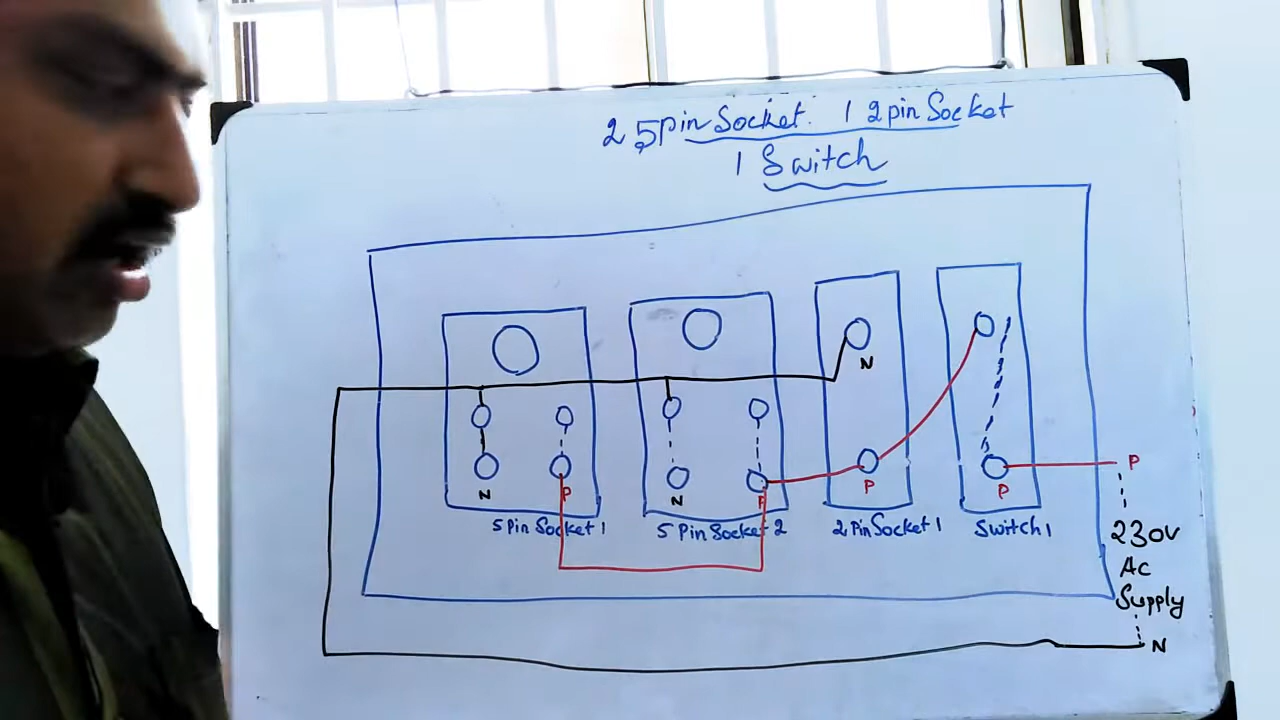 2 5pin Socket. 1 2pin Socket
1 Switch
N
N
P
N
P
P
P
P
5 Pin Socket 1
5 Pin Socket 2
2 Pin Socket 1
Switch 1
230v
Ac
Supply
N